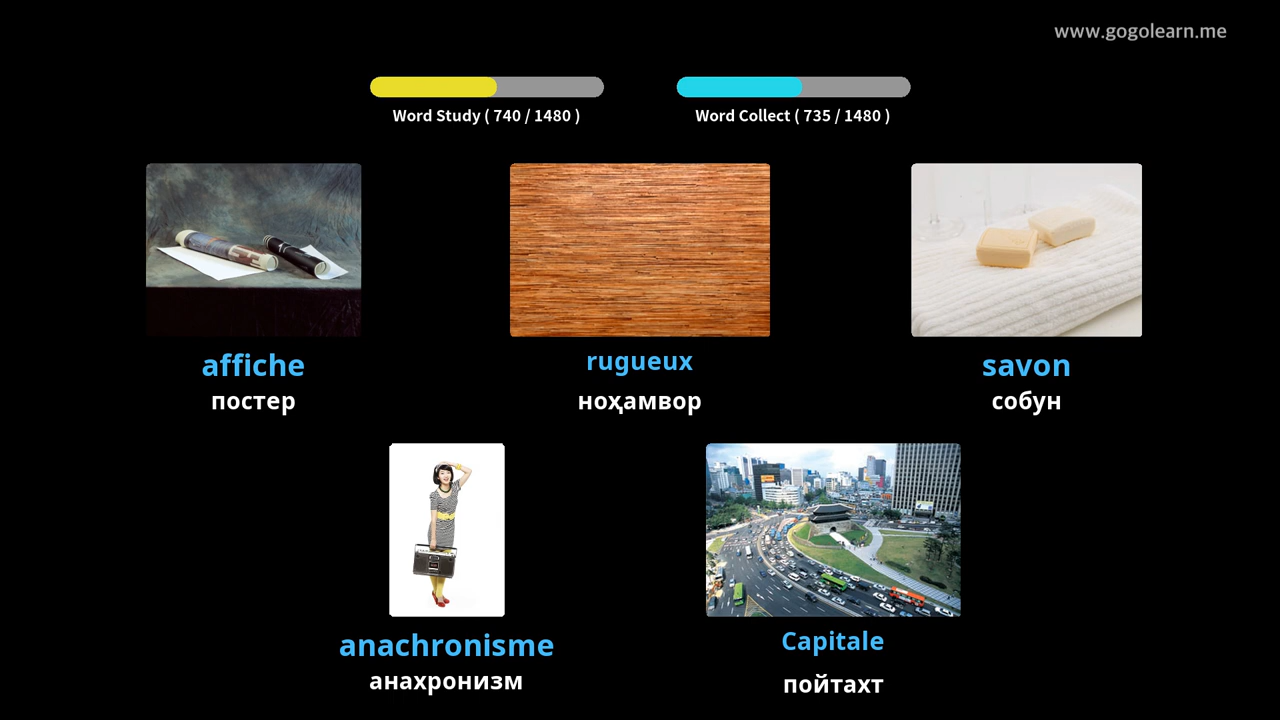 www.gogolearn.me
Word Study ( 740 / 1480 )
Word Collect ( 735 / 1480 )
affiche
постер
rugueux
ноҳамвор
savon
собун
anachronisme
анахронизм
Capitale
пойтахт